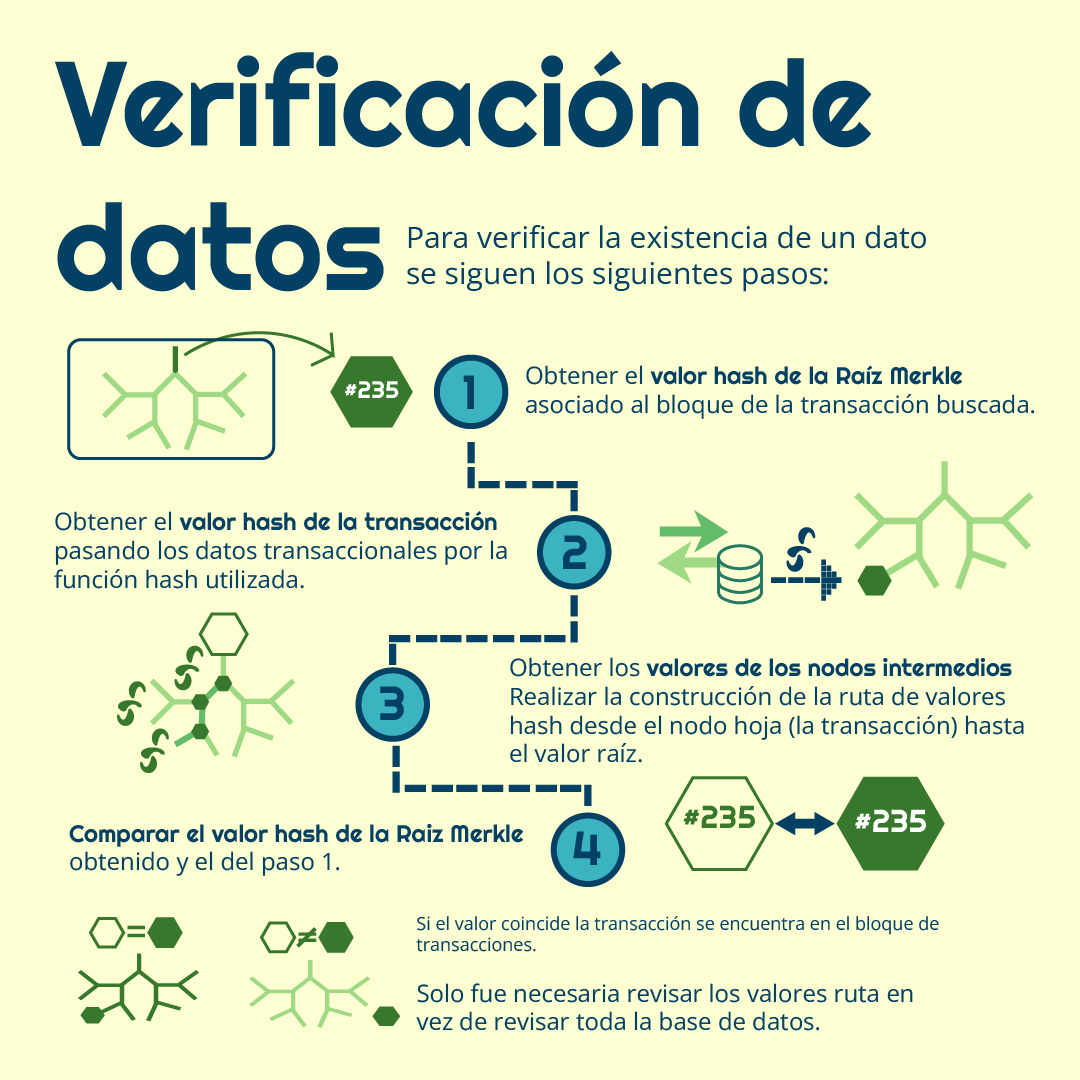 Verificación de
datos
Para verificar la existencia de un dato
se siguen los siguientes pasos:
#235
1
Obtener el valor hash de la Raíz Merkle
asociado al bloque de la transacción buscada.
Obtener el valor hash de la transacción
pasando los datos transaccionales por la
función hash utilizada.
2
3
Obtener los valores de los nodos intermedios
Realizar la construcción de la ruta de valores
hash desde el nodo hoja (la transacción) hasta
el valor raíz.
Comparar el valor hash de la Raiz Merkle
obtenido y el del paso 1.
4
#235
#235
=
≠
Si el valor coincide la transacción se encuentra en el bloque de
transacciones.
Solo fue necesaria revisar los valores ruta en
vez de revisar toda la base de datos.